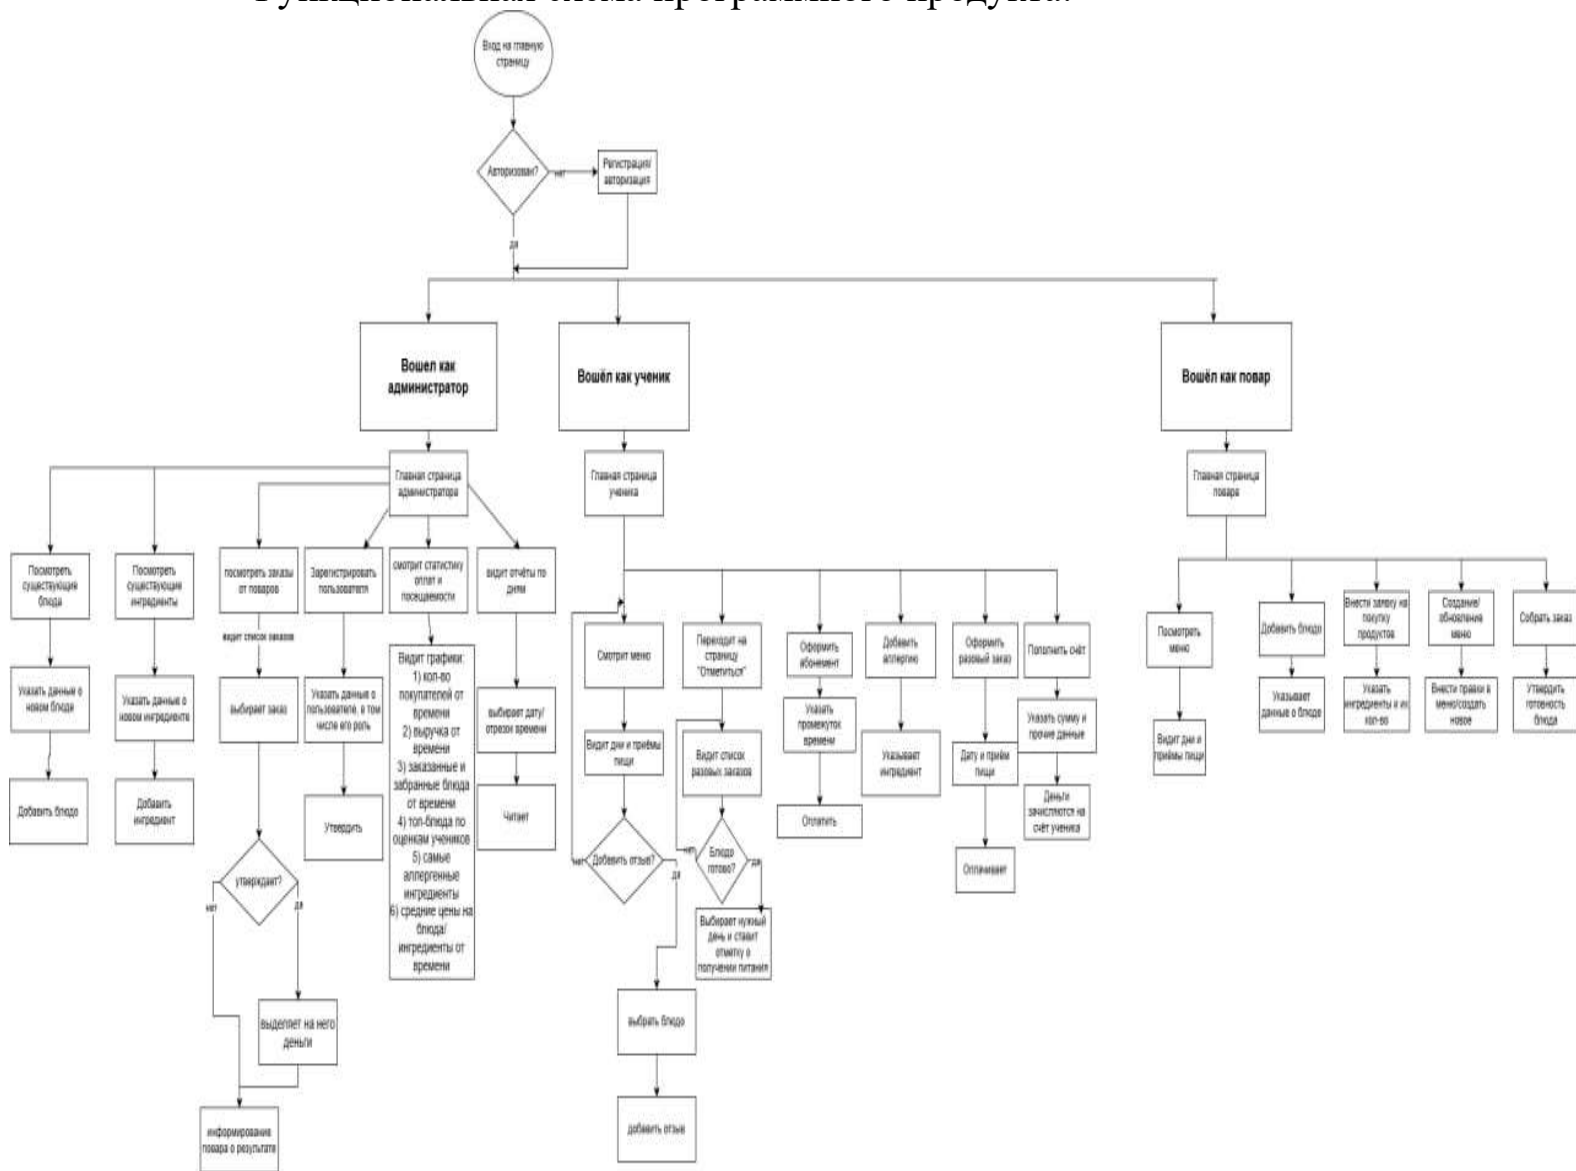 Функциональная схема программного продукта:
Вход на главную
страницу
Авторизован?
нет
Регистрация/
авторизация
да
Вошел как
администратор
Вошёл как ученик
Вошёл как повар
Главная страница
администратора
Главная страница
ученика
Главная страница
повара
Посмотреть
существующие
блюда
Посмотреть
существующие
ингредиенты
посмотреть заказы
от поваров
Зарегистрировать
пользователя
смотрит статистику
оплат и
посещаемости
видит отчёты по
дням
видит список заказов
Указать данные о
новом блюде
Указать данные о
новом ингредиенте
выбирает заказ
Указать данные о
пользователе, в том
числе его роль
Видит графики:
1) кол-во
покупателей от
времени
2) выручка от
времени
3) заказанные и
забранные блюда
от времени
4) топ-блюда по
оценкам учеников
5) самые
аллергенные
ингредиенты
6) средние цены на
блюда/
ингредиенты от
времени
выбирает дату/
отрезок времени
Добавить блюдо
Добавить
ингредиент
Утвердить
Читает
утверждает?
нет
да
выделяет на него
деньги
информирование
повара о результате
Смотрит меню
Переходит на
страницу
"Отметиться"
Оформить
абонемент
Добавить
аллергию
Оформить
разовый заказ
Пополнить счёт
Видит дни и приёмы
пищи
Видит список
разовых заказов
Указать
промежуток
времени
Указывает
ингредиент
Дату и приём
пищи
Указать сумму и
прочие данные
Оплатить
Оплачивает
Деньги
зачисляются на
счёт ученика
нет
Добавить отзыв?
да
нет
Блюдо
готово?
да
Выбирает нужный
день и ставит
отметку о
получении питания
выбрать блюдо
добавить отзыв
Посмотреть
меню
Добавить блюдо
Внести заявку на
покупку
продуктов
Создание/
обновление
меню
Собрать заказ
Видит дни и
приёмы пищи
Указывает
данные о блюде
Указать
ингредиенты и их
кол-во
Внести правки в
меню/создать
новое
Утвердить
готовность
блюда